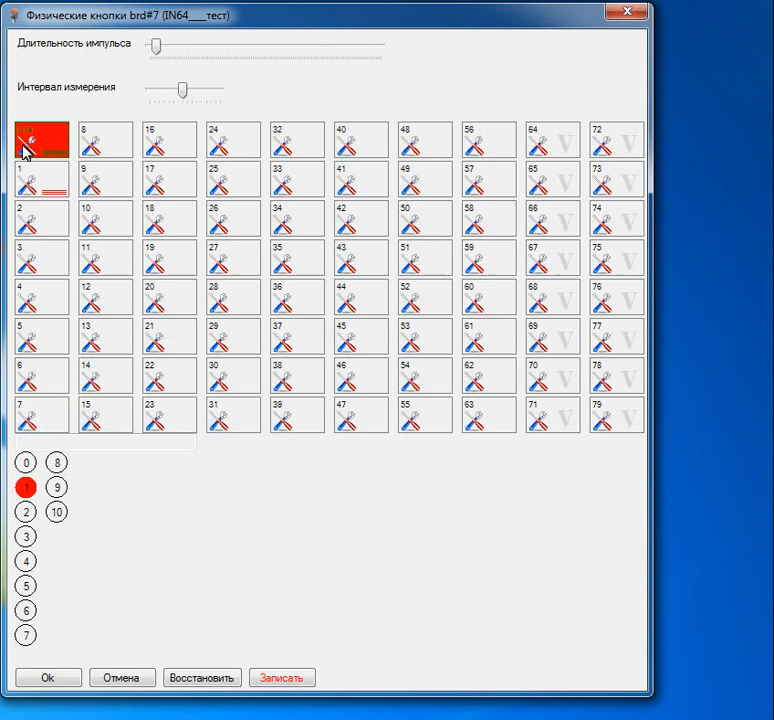 Физические кнопки brd#7 (IN64___тест)
Длительность импульса
Интервал измерения
8 16 24 32 40 48 56 64 V 72 V
1 9 17 25 33 41 49 57 65 V 73 V
2 10 18 26 34 42 50 58 66 V 74 V
3 11 19 27 35 43 51 59 67 V 75 V
4 12 20 28 36 44 52 60 68 V 76 V
5 13 21 29 37 45 53 61 69 V 77 V
6 14 22 30 38 46 54 62 70 V 78 V
7 15 23 31 39 47 55 63 71 V 79 V
0 8
1 9
2 10
3
4
5
6
7
Ok Отмена Восстановить Записать